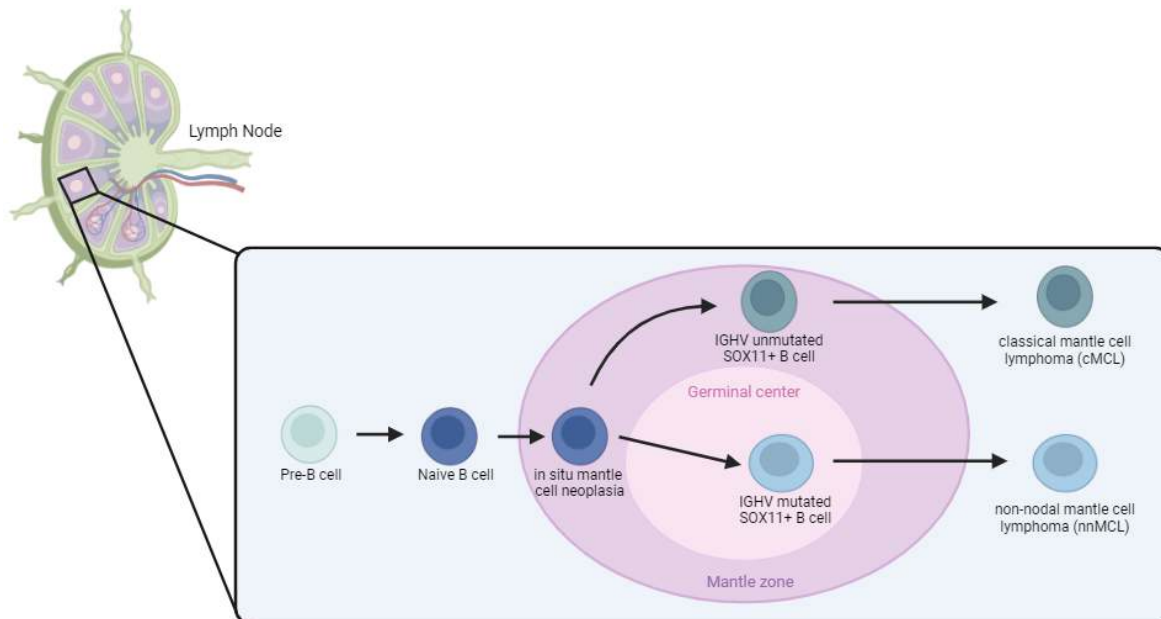 Lymph Node
IGHV unmutated
SOX11+ B cell
classical mantle cell
lymphoma (cMCL)
Germinal center
Pre-B cell
Naive B cell
in situ mantle
cell neoplasia
IGHV mutated
SOX11+ B cell
non-nodal mantle cell
lymphoma (nnMCL)
Mantle zone